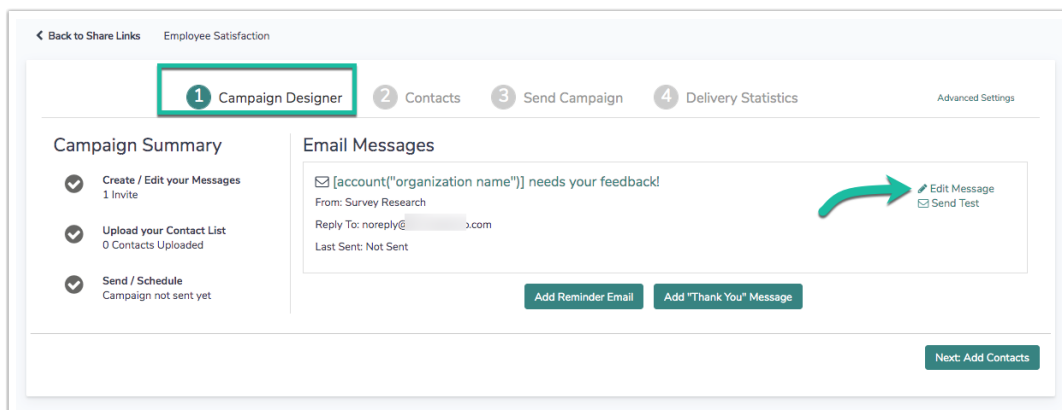 Back to Share Links Employee Satisfaction
1 Campaign Designer 2 Contacts 3 Send Campaign 4 Delivery Statistics Advanced Settings
Campaign Summary
Create / Edit your Messages
1 Invite
Upload your Contact List
0 Contacts Uploaded
Send / Schedule
Campaign not sent yet
Email Messages
[account("organization name")] needs your feedback!
From: Survey Research
Reply To: noreply@ .com
Last Sent: Not Sent
Edit Message
Send Test
Add Reminder Email Add "Thank You" Message
Next: Add Contacts